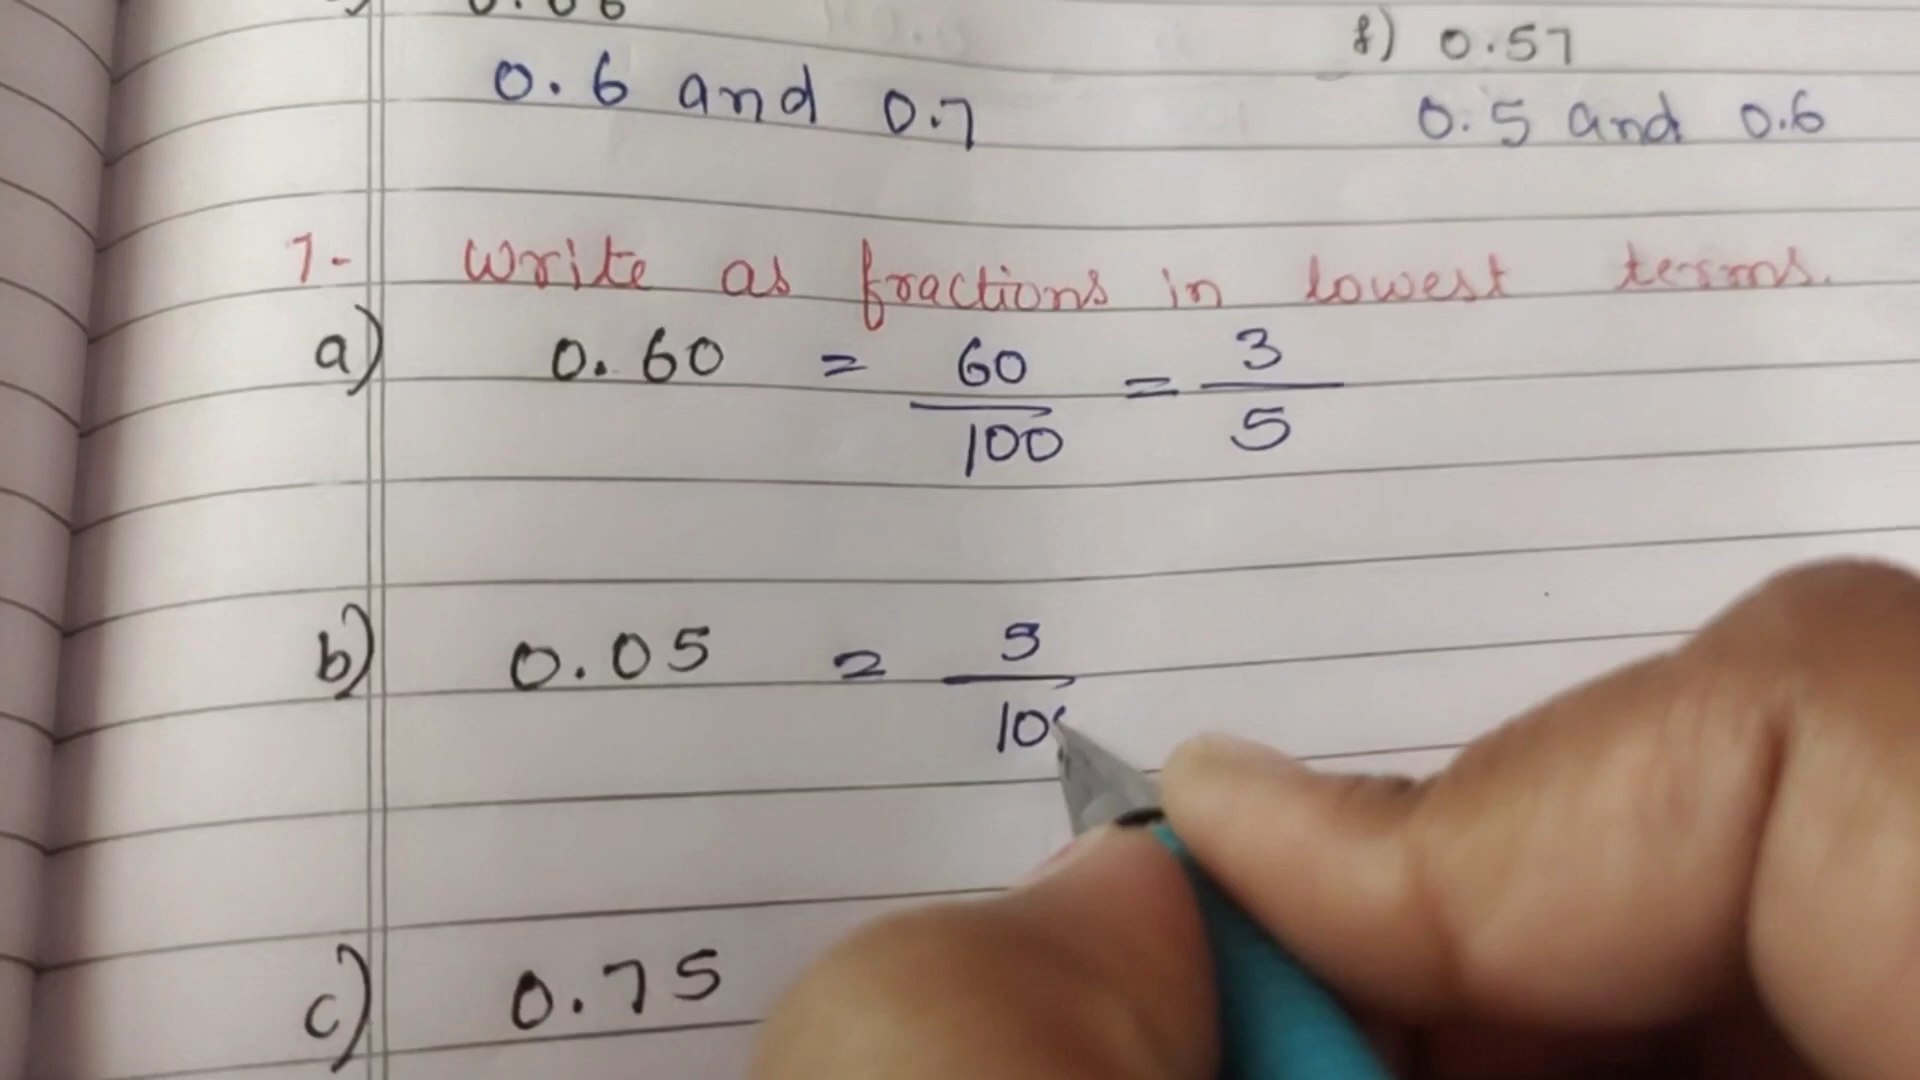 f) 0.57
0.6 and 0.7
0.5 and 0.6
7- Write as fractions in lowest terms.
a) 0.60 = 60/100 = 3/5
b) 0.05 = 5/100
c) 0.75